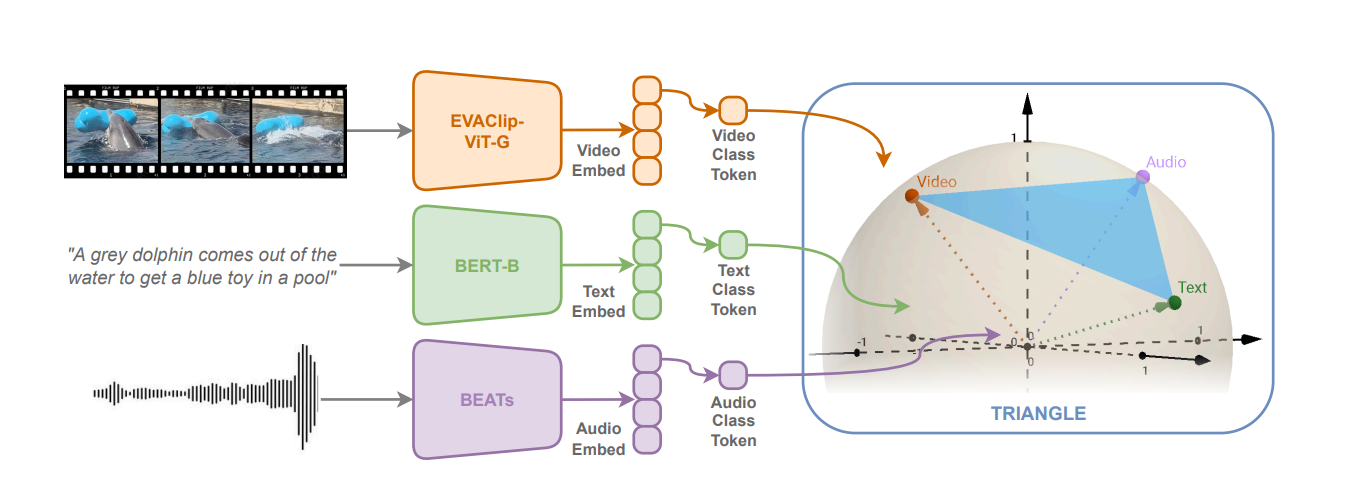 EVAClip-
ViT-G
Video
Embed
Video
Class
Token
"A grey dolphin comes out of the
water to get a blue toy in a pool"
BERT-B
Text
Embed
Text
Class
Token
BEATs
Audio
Embed
Audio
Class
Token
1
Video
Audio
Text
-1
-1
0
0
0
1
1
TRIANGLE